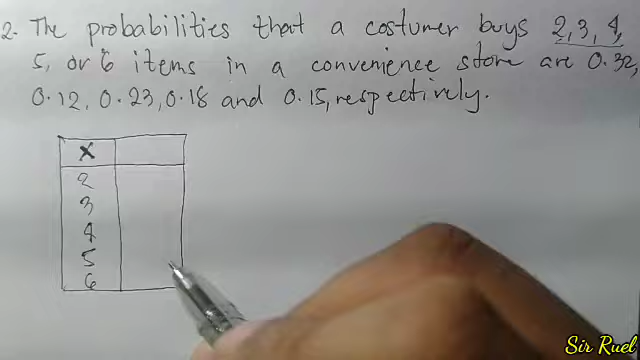 2. The probabilities that a costumer buys 2, 3, 4,
5, or 6 items in a convenience store are 0.32,
0.12, 0.23, 0.18 and 0.15, respectively.
X
2
3
4
5
6
Sir Ruel